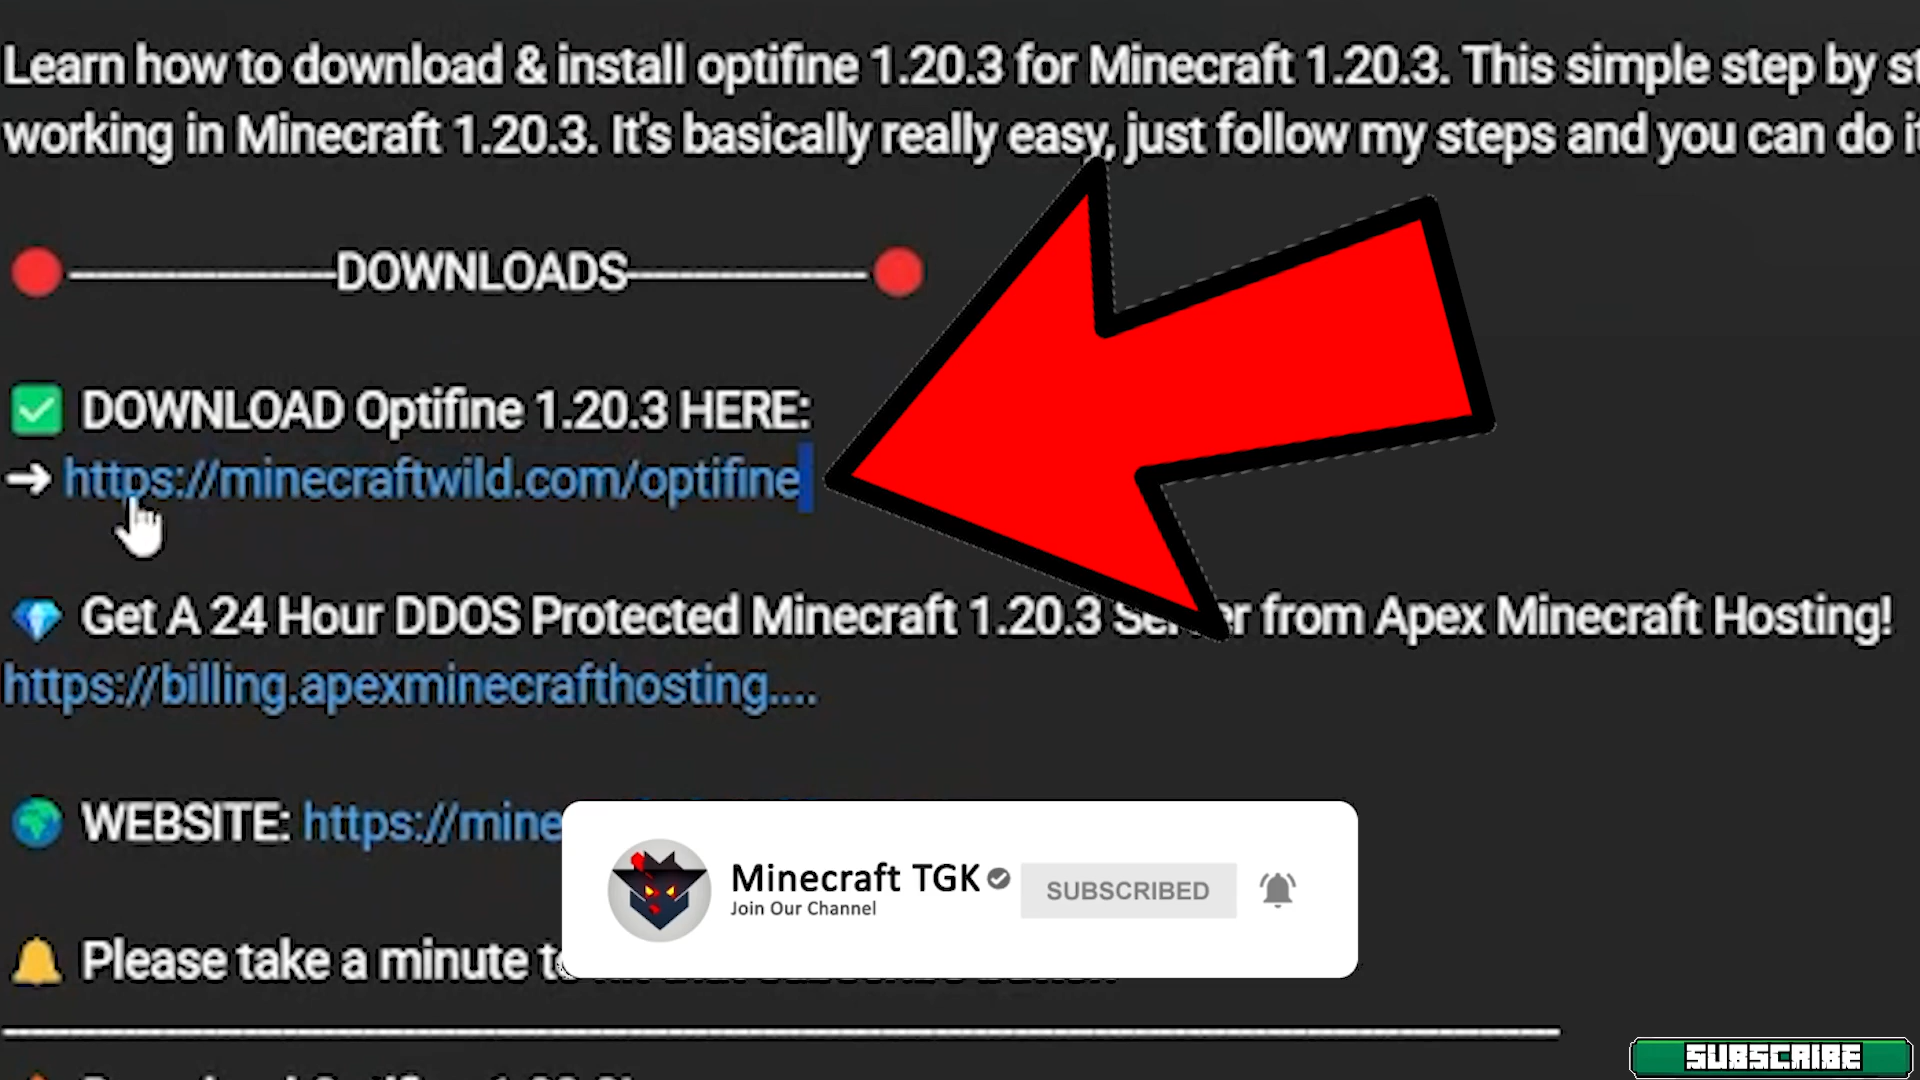 Learn how to download & install optifine 1.20.3 for Minecraft 1.20.3. This simple step by
working in Minecraft 1.20.3. It's basically really easy, just follow my steps and you can do
DOWNLOADS
DOWNLOAD Optifine 1.20.3 HERE:
https://minecraftwild.com/optifine
Get A 24 Hour DDOS Protected Minecraft 1.20.3 from Apex Minecraft Hosting!
https://billing.apexminecrafthosting....
WEBSITE: https://mine
Minecraft TGK
SUBSCRIBED
Join Our Channel
Please take a minute
SUBSCRIBE